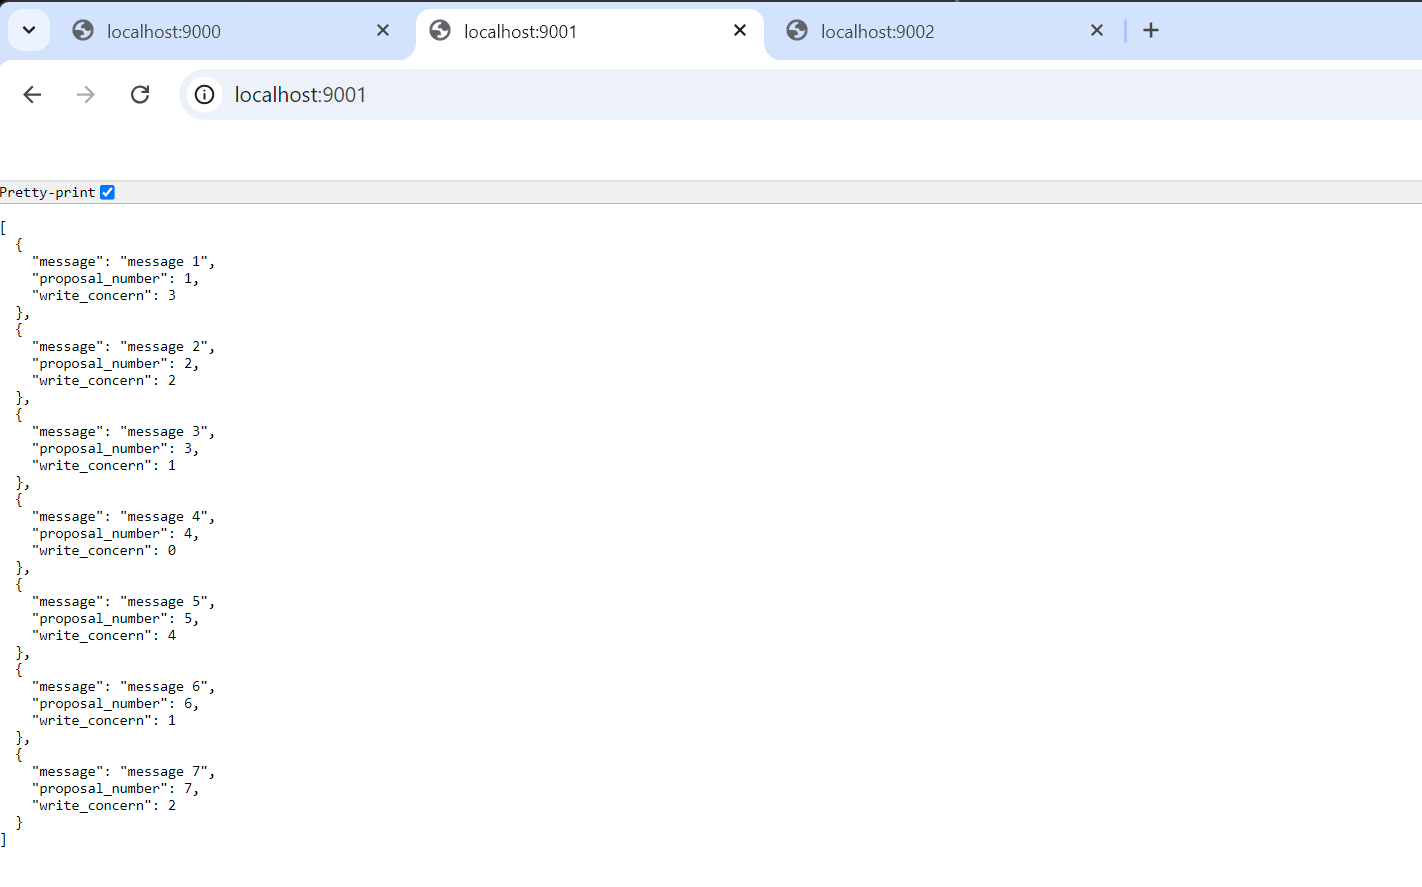 localhost:9000
localhost:9001
localhost:9002
localhost:9001
Pretty-print
[
  {
    "message": "message 1",
    "proposal_number": 1,
    "write_concern": 3
  },
  {
    "message": "message 2",
    "proposal_number": 2,
    "write_concern": 2
  },
  {
    "message": "message 3",
    "proposal_number": 3,
    "write_concern": 1
  },
  {
    "message": "message 4",
    "proposal_number": 4,
    "write_concern": 0
  },
  {
    "message": "message 5",
    "proposal_number": 5,
    "write_concern": 4
  },
  {
    "message": "message 6",
    "proposal_number": 6,
    "write_concern": 1
  },
  {
    "message": "message 7",
    "proposal_number": 7,
    "write_concern": 2
  }
]